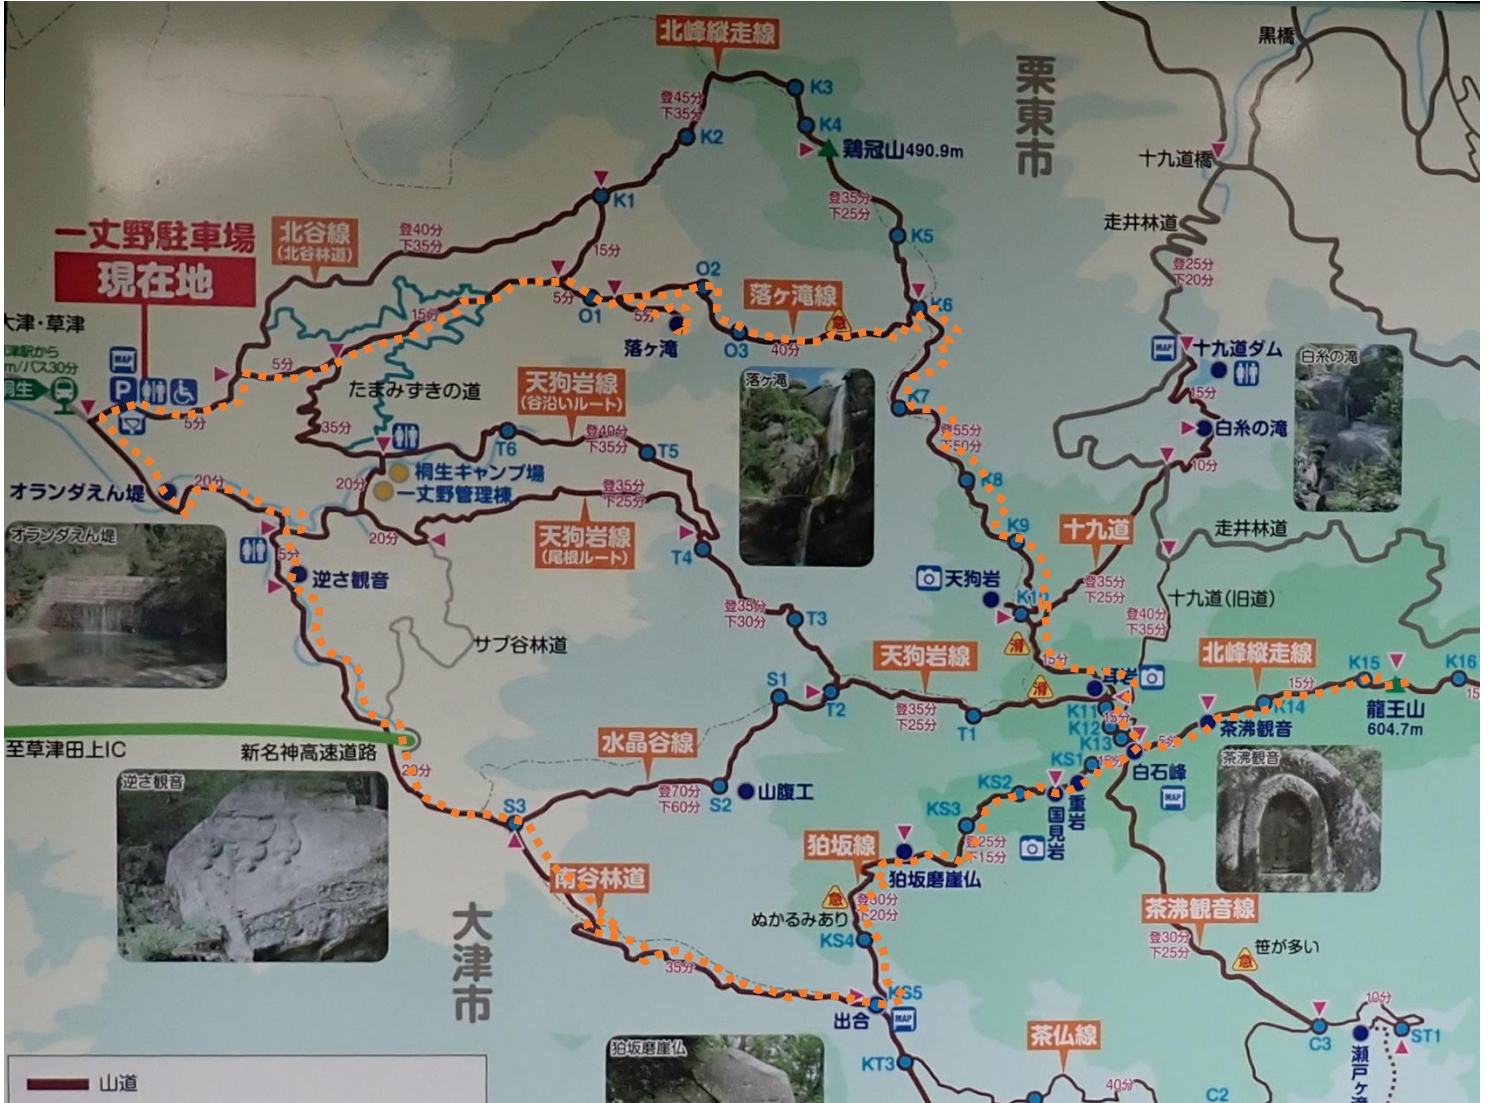 北峰縦走線
栗東市
黒橋
登45分
下35分
K3
K4
K2
鶏冠山490.9m
十九道橋
K1
登35分
下25分
走井林道
一丈野駐車場
現在地
北谷線
(北谷林道)
登40分
下35分
15分
K5
登25分
下20分
大津・草津
O2
落ヶ滝線
5分
O1
5分
15分
急
K6
落ヶ滝
O3
40分
MAP
十九道ダム
白糸の滝
P
5分
たまみずきの道
天狗岩線
(谷沿いルート)
落ヶ滝
K7
15分
5分
35分
登40分
下35分
登55分
下50分
白糸の滝
T6
T5
10分
オランダえん堤
20分
20分
桐生キャンプ場
一丈野管理棟
登35分
下25分
K8
オランダえん堤
天狗岩線
(尾根ルート)
20分
K9
十九道
走井林道
5分
逆さ観音
T4
天狗岩
登35分
下25分
十九道(旧道)
登35分
下30分
T3
登40分
下35分
サブ谷林道
滑
15分
天狗岩線
北峰縦走線
K15
K16
S1
T2
滑
15分
登35分
下25分
K11
K14
龍王山
604.7m
至草津田上IC
新名神高速道路
水晶谷線
T1
K12
15分
K13
茶沸観音
5分
逆さ観音
20分
S3
登70分
下60分
S2
山腹工
KS1
15分
白石峰
MAP
茶沸観音
KS2
KS3
重岩
国見岩
狛坂線
登25分
下15分
南谷林道
狛坂磨崖仏
急
登30分
下20分
茶沸観音線
大津市
ぬかるみあり
KS4
登30分
下25分
笹が多い
急
35分
KS5
出合
MAP
10分
C3
ST1
狛坂磨崖仏
茶仏線
KT3
瀬戸ヶ滝
山道
40分
C2